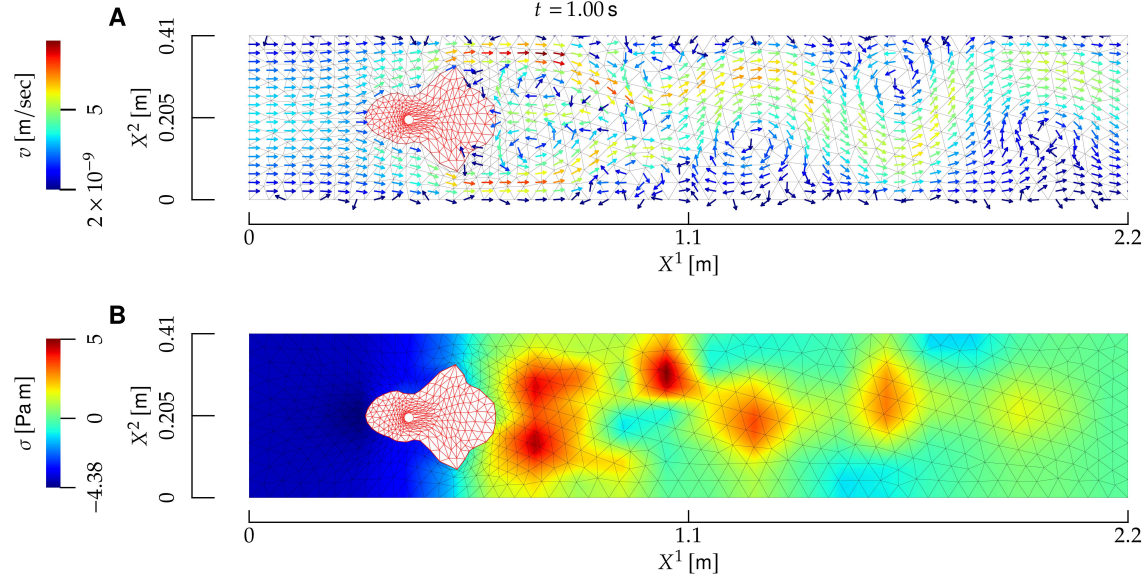 t = 1.00 s
A
v [m/sec]
5
2 × 10⁻⁹
X² [m]
0.41
0.205
0
0
1.1
2.2
X¹ [m]
B
σ [Pa m]
5
0
−4.38
X² [m]
0.41
0.205
0
0
1.1
2.2
X¹ [m]